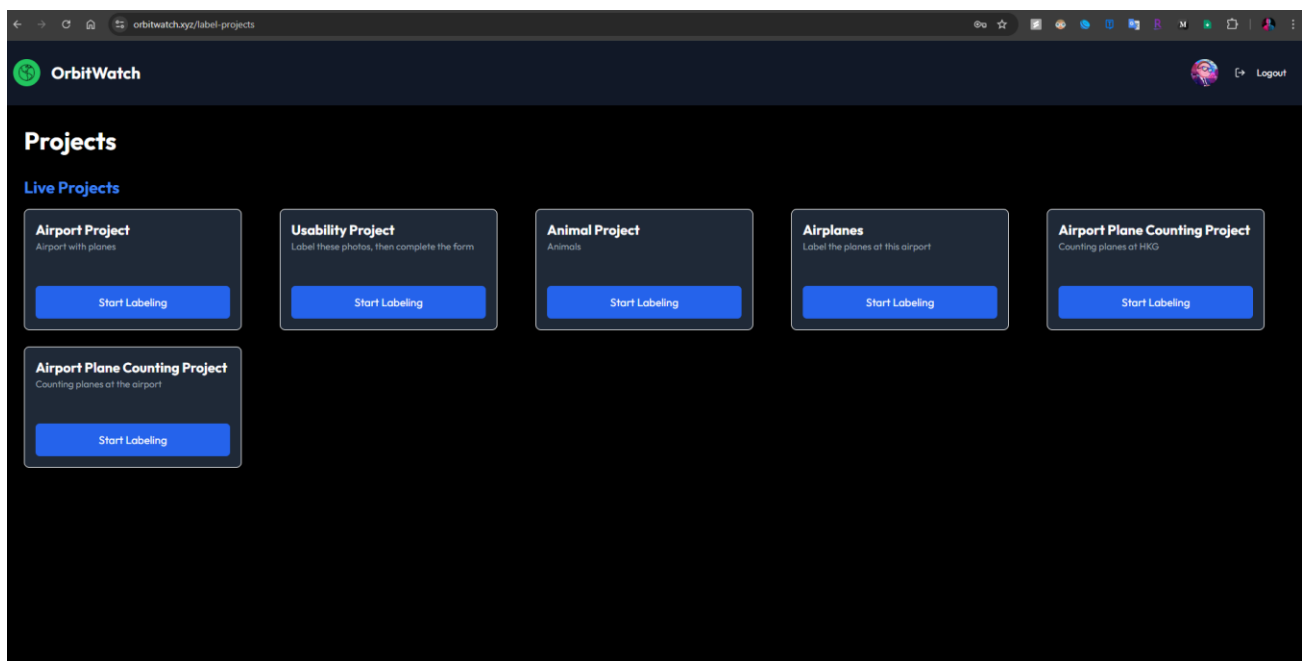 orbitwatch.xyz/label-projects
OrbitWatch
Logout
Projects
Live Projects
Airport Project
Airport with planes
Start Labeling
Usability Project
Label these photos, then complete the form
Start Labeling
Animal Project
Animals
Start Labeling
Airplanes
Label the planes at this airport
Start Labeling
Airport Plane Counting Project
Counting planes at HKG
Start Labeling
Airport Plane Counting Project
Counting planes at the airport
Start Labeling